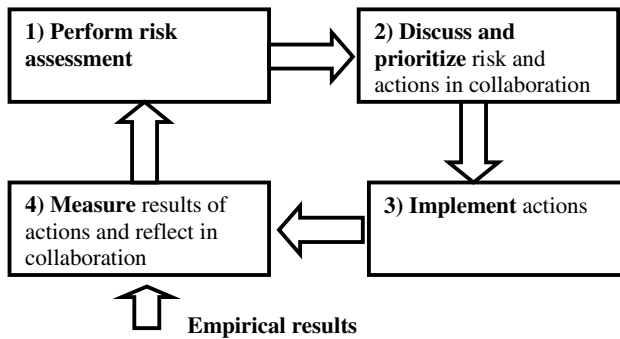 1) Perform risk
assessment
2) Discuss and
prioritize risk and
actions in collaboration
4) Measure results of
actions and reflect in
collaboration
3) Implement actions
Empirical results